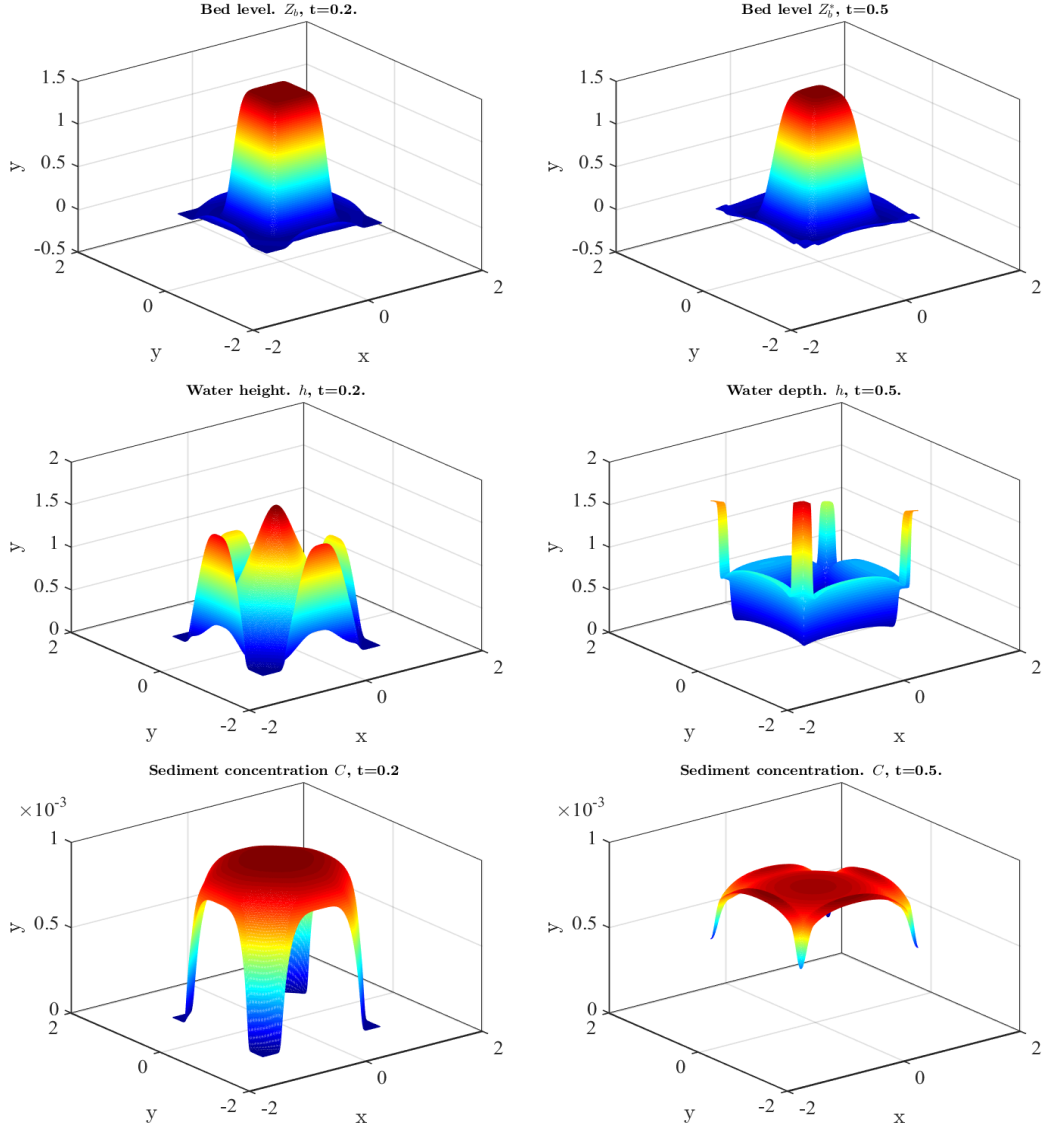 Bed level. Z_b, t=0.2.
1.5
1
0.5
0
-0.5
2
0
-2
-2
0
2
y
y
x
Bed level Z_b^*, t=0.5
1.5
1
0.5
0
-0.5
2
0
-2
-2
0
2
y
y
x
Water height. h, t=0.2.
2
1.5
1
0.5
0
2
0
-2
-2
0
2
y
y
x
Water depth. h, t=0.5.
2
1.5
1
0.5
0
2
0
-2
-2
0
2
y
y
x
Sediment concentration C, t=0.2
×10^-3
1
0.5
0
2
0
-2
-2
0
2
y
y
x
Sediment concentration. C, t=0.5.
×10^-3
1
0.5
0
2
0
-2
-2
0
2
y
y
x